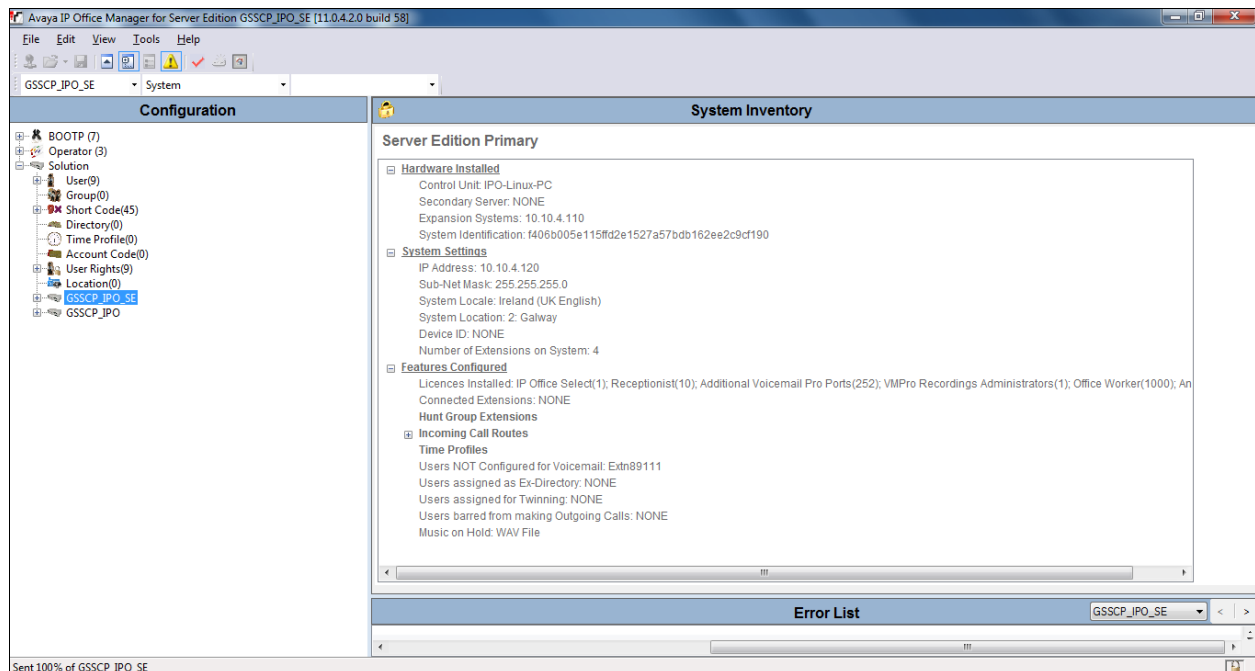 Avaya IP Office Manager for Server Edition GSSCP_IPO_SE [11.0.4.2.0 build 58]
File Edit View Tools Help
GSSCP_IPO_SE System
Configuration
BOOTP (7)
Operator (3)
Solution
User(9)
Group(0)
Short Code(45)
Directory(0)
Time Profile(0)
Account Code(0)
User Rights(9)
Location(0)
GSSCP_IPO_SE
GSSCP_IPO
System Inventory
Server Edition Primary
Hardware Installed
Control Unit: IPO-Linux-PC
Secondary Server: NONE
Expansion Systems: 10.10.4.110
System Identification: f406b005e115ffd2e1527a57bdb162ee2c9cf190
System Settings
IP Address: 10.10.4.120
Sub-Net Mask: 255.255.255.0
System Locale: Ireland (UK English)
System Location: 2: Galway
Device ID: NONE
Number of Extensions on System: 4
Features Configured
Licences Installed: IP Office Select(1); Receptionist(10); Additional Voicemail Pro Ports(252); VMPro Recordings Administrators(1); Office Worker(1000); An
Connected Extensions: NONE
Hunt Group Extensions
Incoming Call Routes
Time Profiles
Users NOT Configured for Voicemail: Extn89111
Users assigned as Ex-Directory: NONE
Users assigned for Twinning: NONE
Users barred from making Outgoing Calls: NONE
Music on Hold: WAV File
Error List
GSSCP_IPO_SE
Sent 100% of GSSCP_IPO_SE